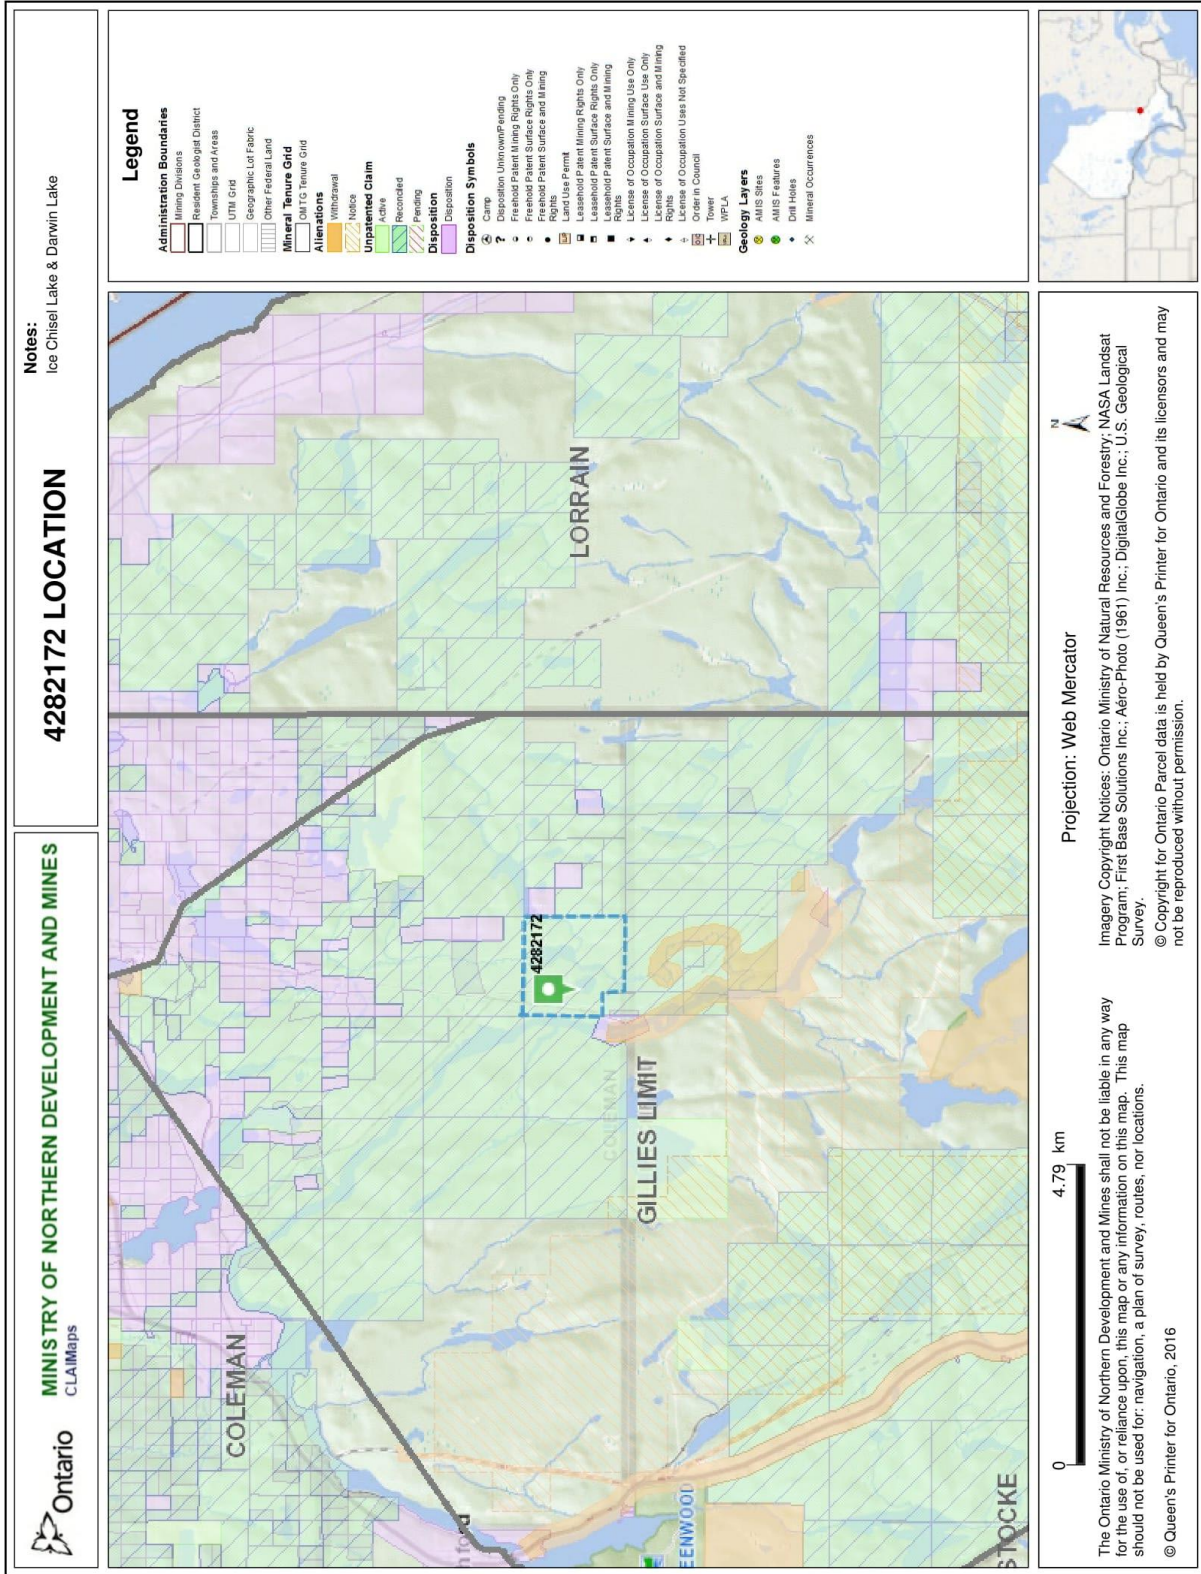 Ontario
MINISTRY OF NORTHERN DEVELOPMENT AND MINES
CLAIMaps
4282172 LOCATION
Notes:
Ice Chisel Lake & Darwin Lake
COLEMAN
LORRAIN
4282172
COLEMAN
GILLIES LIMIT
EENWOOD
STOCKE
Legend
Administration Boundaries
Mining Divisions
Resident Geologist District
Townships and Areas
UTM Grid
Geographic Lot Fabric
Other Federal Land
Mineral Tenure Grid
OMTG Tenure Grid
Alienations
Withdrawal
Notice
Unpatented Claim
Active
Reconciled
Pending
Disposition
Disposition
Disposition Symbols
Camp
? Disposition Unknown/Pending
Freehold Patent Mining Rights Only
Freehold Patent Surface Rights Only
Freehold Patent Surface and Mining
Rights
Land Use Permit
Leasehold Patent Mining Rights Only
Leasehold Patent Surface Rights Only
Leasehold Patent Surface and Mining
Rights
License of Occupation Mining Use Only
License of Occupation Surface Use Only
License of Occupation Surface and Mining
Rights
License of Occupation Uses Not Specified
Order in Council
Tower
WPLA
Geology Layers
AMIS Sites
AMIS Features
Drill Holes
Mineral Occurrences
0 4.79 km
The Ontario Ministry of Northern Development and Mines shall not be liable in any way
for the use of, or reliance upon, this map or any information on this map. This map
should not be used for: navigation, a plan of survey, routes, nor locations.
© Queen's Printer for Ontario, 2016
Projection: Web Mercator
N
Imagery Copyright Notices: Ontario Ministry of Natural Resources and Forestry; NASA Landsat
Program; First Base Solutions Inc.; Aéro-Photo (1961) Inc.; DigitalGlobe Inc.; U.S. Geological
Survey.
© Copyright for Ontario Parcel data is held by Queen's Printer for Ontario and its licensors and may
not be reproduced without permission.